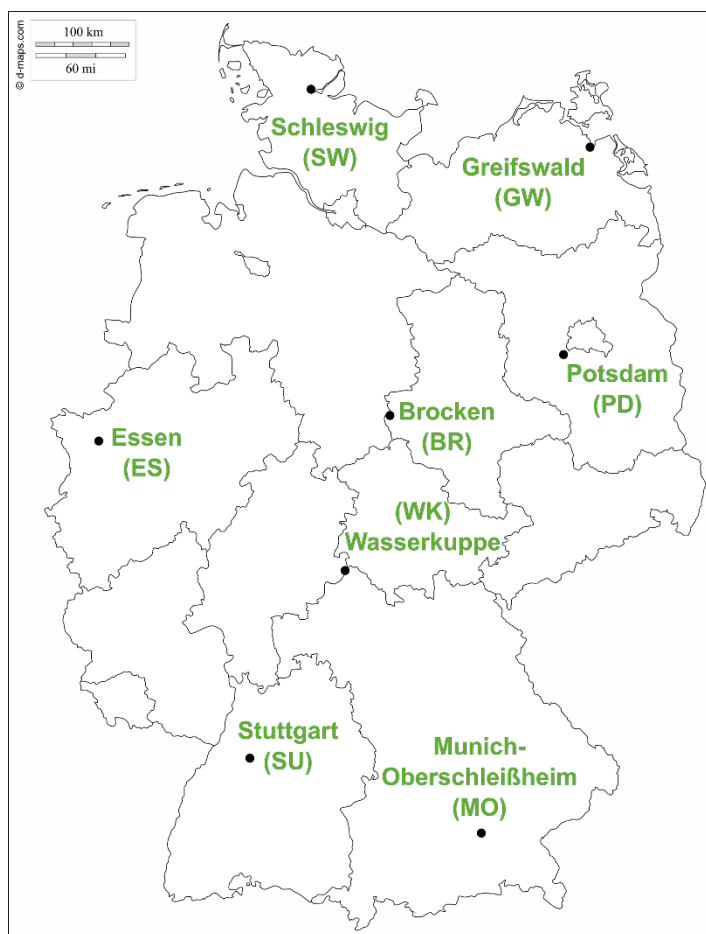 100 km
60 mi
© d-maps.com
Schleswig
(SW)
Greifswald
(GW)
Potsdam
(PD)
Brocken
(BR)
Essen
(ES)
(WK)
Wasserkuppe
Stuttgart
(SU)
Munich-
Oberschleißheim
(MO)